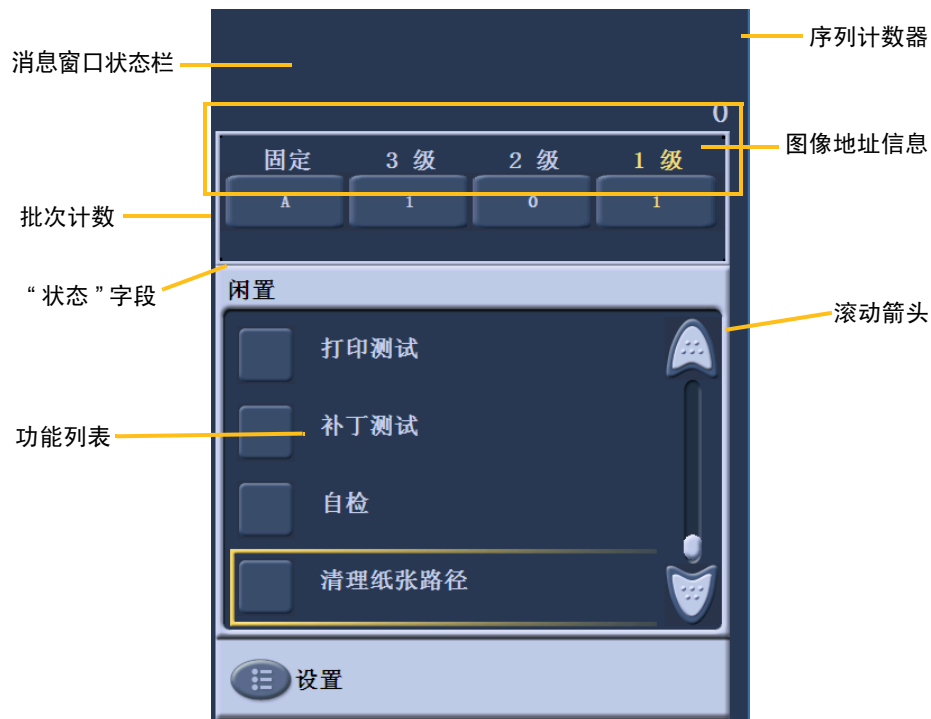 序列计数器
消息窗口状态栏
0
图像地址信息
固定 3 级 2 级 1 级
A 1 0 1
批次计数
“ 状态 ” 字段
闲置
滚动箭头
打印测试
补丁测试
功能列表
自检
清理纸张路径
设置